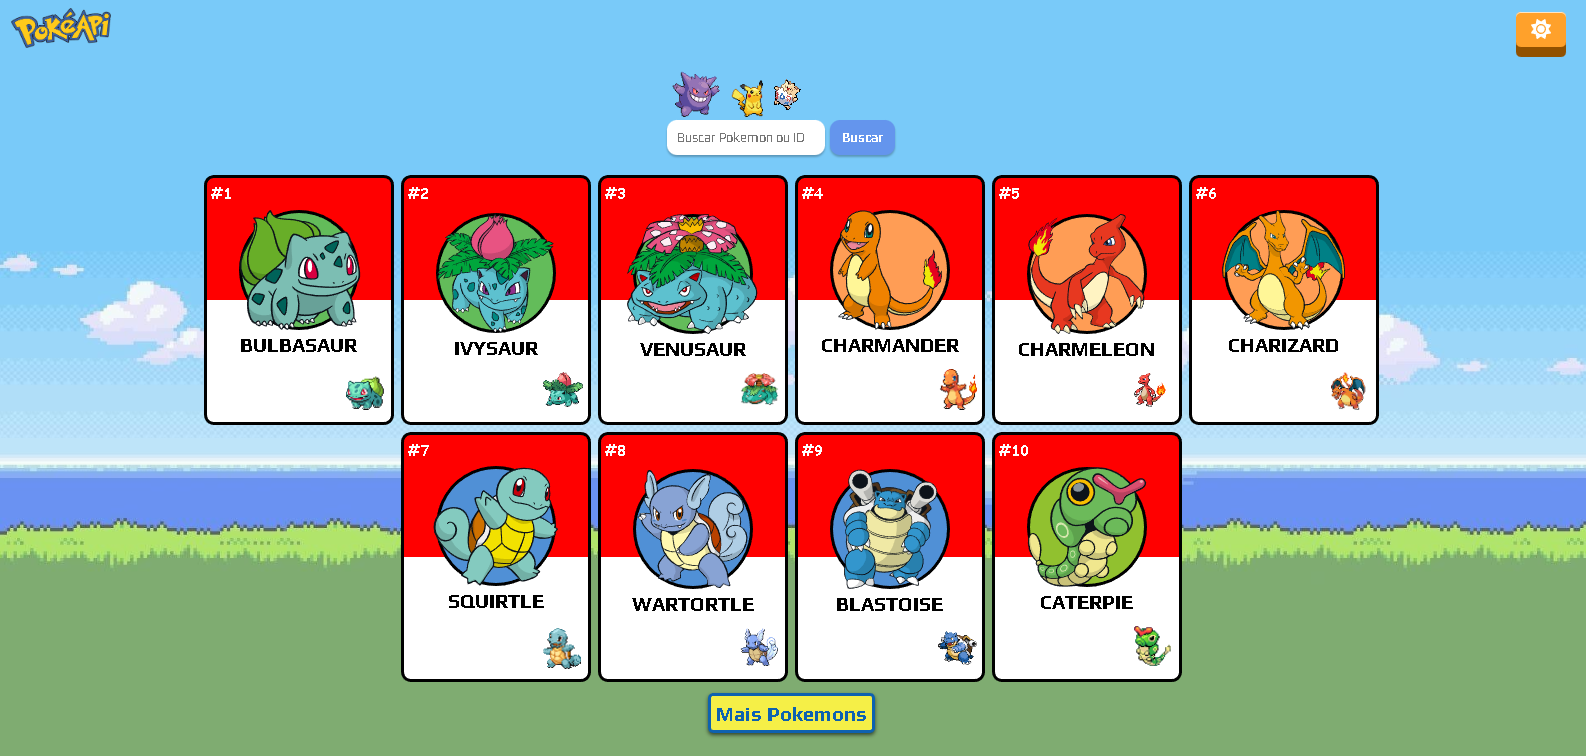 PokéApi
Buscar Pokemon ou ID
Buscar
#1
BULBASAUR
#2
IVYSAUR
#3
VENUSAUR
#4
CHARMANDER
#5
CHARMELEON
#6
CHARIZARD
#7
SQUIRTLE
#8
WARTORTLE
#9
BLASTOISE
#10
CATERPIE
Mais Pokemons